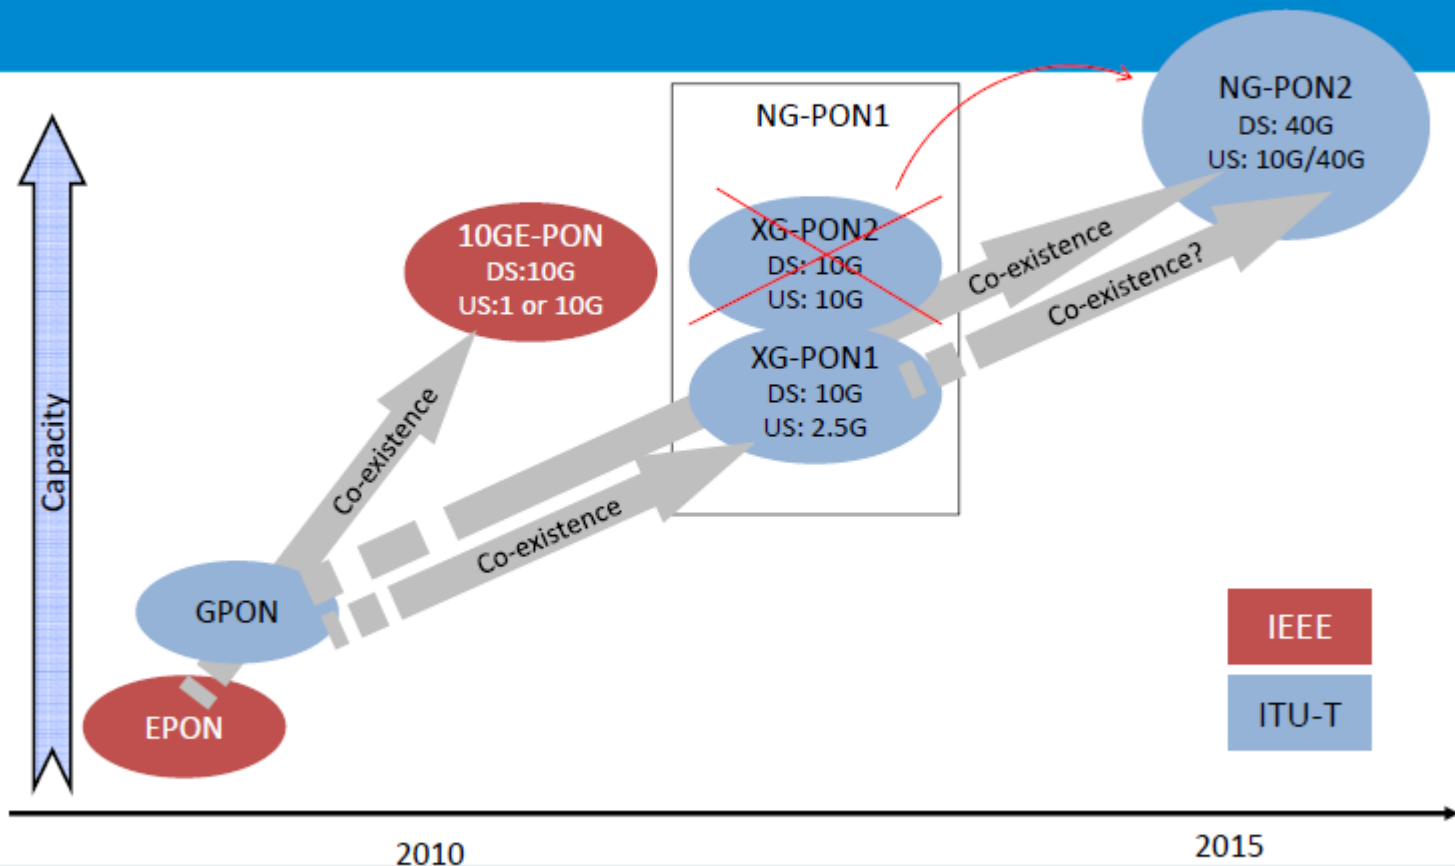 NG-PON1
NG-PON2
DS: 40G
US: 10G/40G
10GE-PON
DS:10G
US:1 or 10G
XG-PON2
DS: 10G
US: 10G
XG-PON1
DS: 10G
US: 2.5G
Co-existence
Co-existence?
Co-existence
Co-existence
Capacity
GPON
EPON
IEEE
ITU-T
2010
2015